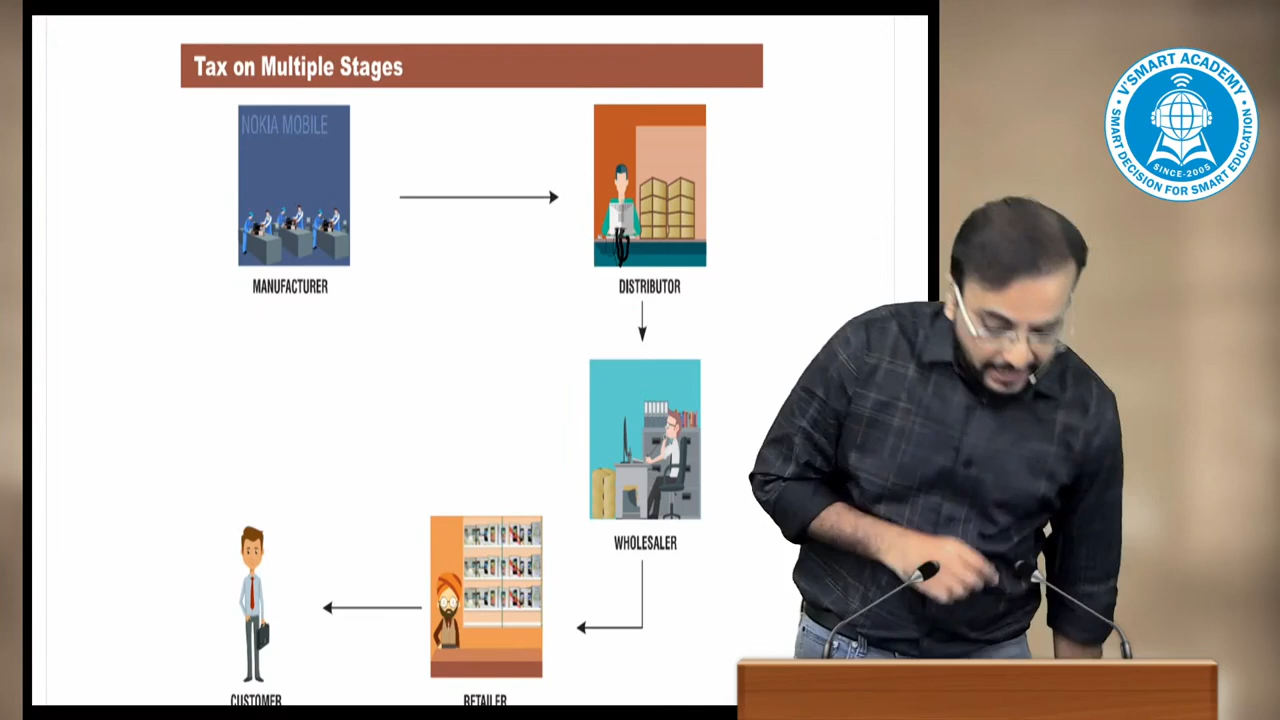 Tax on Multiple Stages
NOKIA MOBILE
MANUFACTURER
DISTRIBUTOR
WHOLESALER
RETAILER
CUSTOMER
V'SMART ACADEMY
SMART DECISION FOR SMART EDUCATION
SINCE-2005